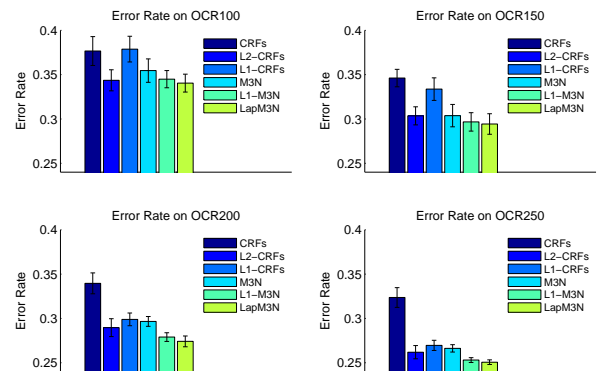 Error Rate on OCR100
0.4
0.35
0.3
0.25
Error Rate
CRFs
L2−CRFs
L1−CRFs
M3N
L1−M3N
LapM3N
Error Rate on OCR150
0.4
0.35
0.3
0.25
Error Rate
CRFs
L2−CRFs
L1−CRFs
M3N
L1−M3N
LapM3N
Error Rate on OCR200
0.4
0.35
0.3
0.25
Error Rate
CRFs
L2−CRFs
L1−CRFs
M3N
L1−M3N
LapM3N
Error Rate on OCR250
0.4
0.35
0.3
0.25
Error Rate
CRFs
L2−CRFs
L1−CRFs
M3N
L1−M3N
LapM3N